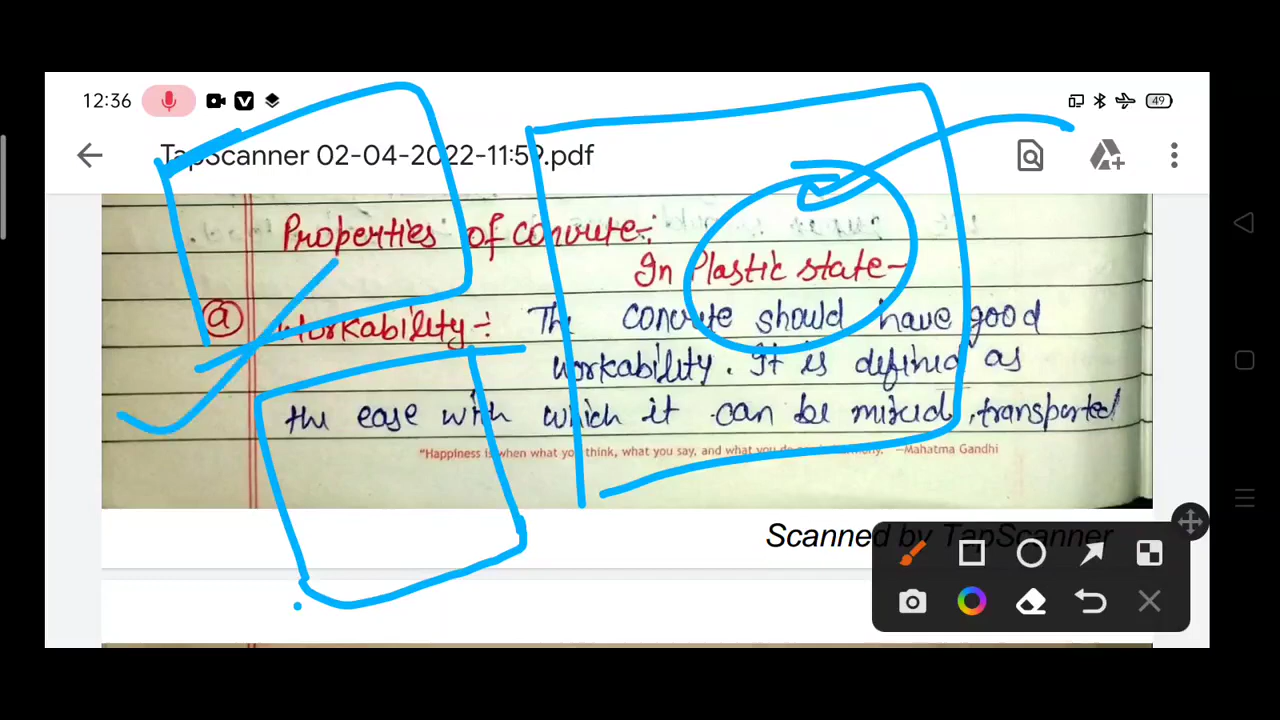 12:36 49
TapScanner 02-04-2022-11:59.pdf
Properties of concrete:
In Plastic state-
(a) Workability:- The concrete should have good
workability. It is defined as
the ease with which it can be mixed, transported
"Happiness is when what you think, what you say, and what you do are in harmony. —Mahatma Gandhi
Scanned by TapScanner